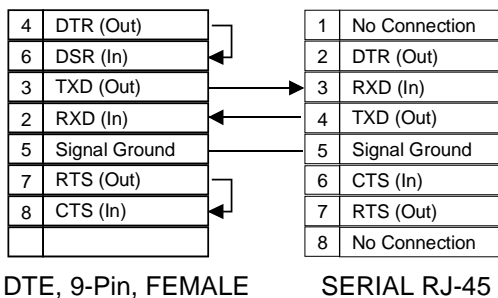 4 DTR (Out)
6 DSR (In)
3 TXD (Out)
2 RXD (In)
5 Signal Ground
7 RTS (Out)
8 CTS (In)
DTE, 9-Pin, FEMALE
1 No Connection
2 DTR (Out)
3 RXD (In)
4 TXD (Out)
5 Signal Ground
6 CTS (In)
7 RTS (Out)
8 No Connection
SERIAL RJ-45